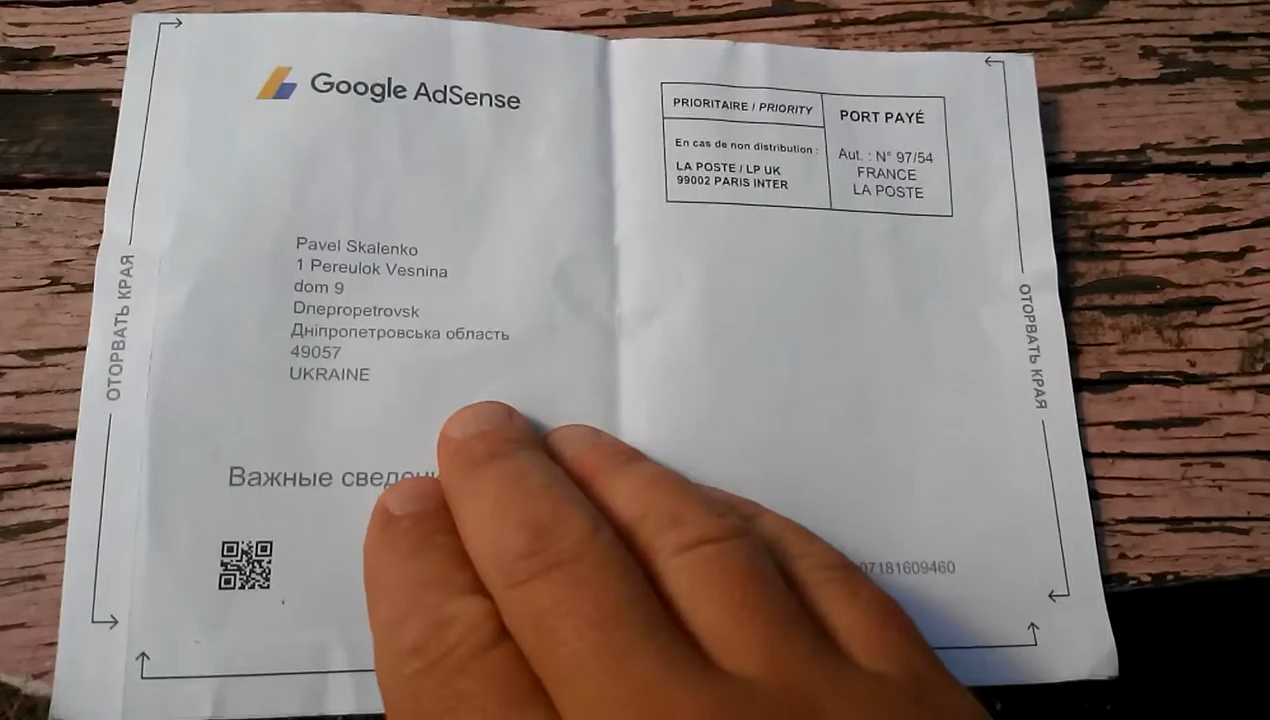 Google AdSense
PRIORITAIRE / PRIORITY
En cas de non distribution :
LA POSTE / LP UK
99002 PARIS INTER
PORT PAYÉ
Aut. : N° 97/54
FRANCE
LA POSTE
Pavel Skalenko
1 Pereulok Vesnina
dom 9
Dnepropetrovsk
Дніпропетровська область
49057
UKRAINE
ОТОРВАТЬ КРАЯ
ОТОРВАТЬ КРАЯ
Важные
07181609460